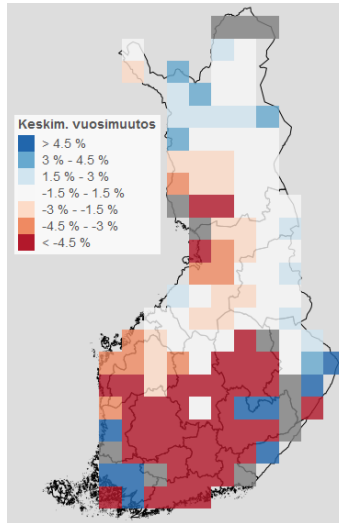 Keskim. vuosimuutos
> 4.5 %
3 % - 4.5 %
1.5 % - 3 %
-1.5 % - 1.5 %
-3 % - -1.5 %
-4.5 % - -3 %
< -4.5 %